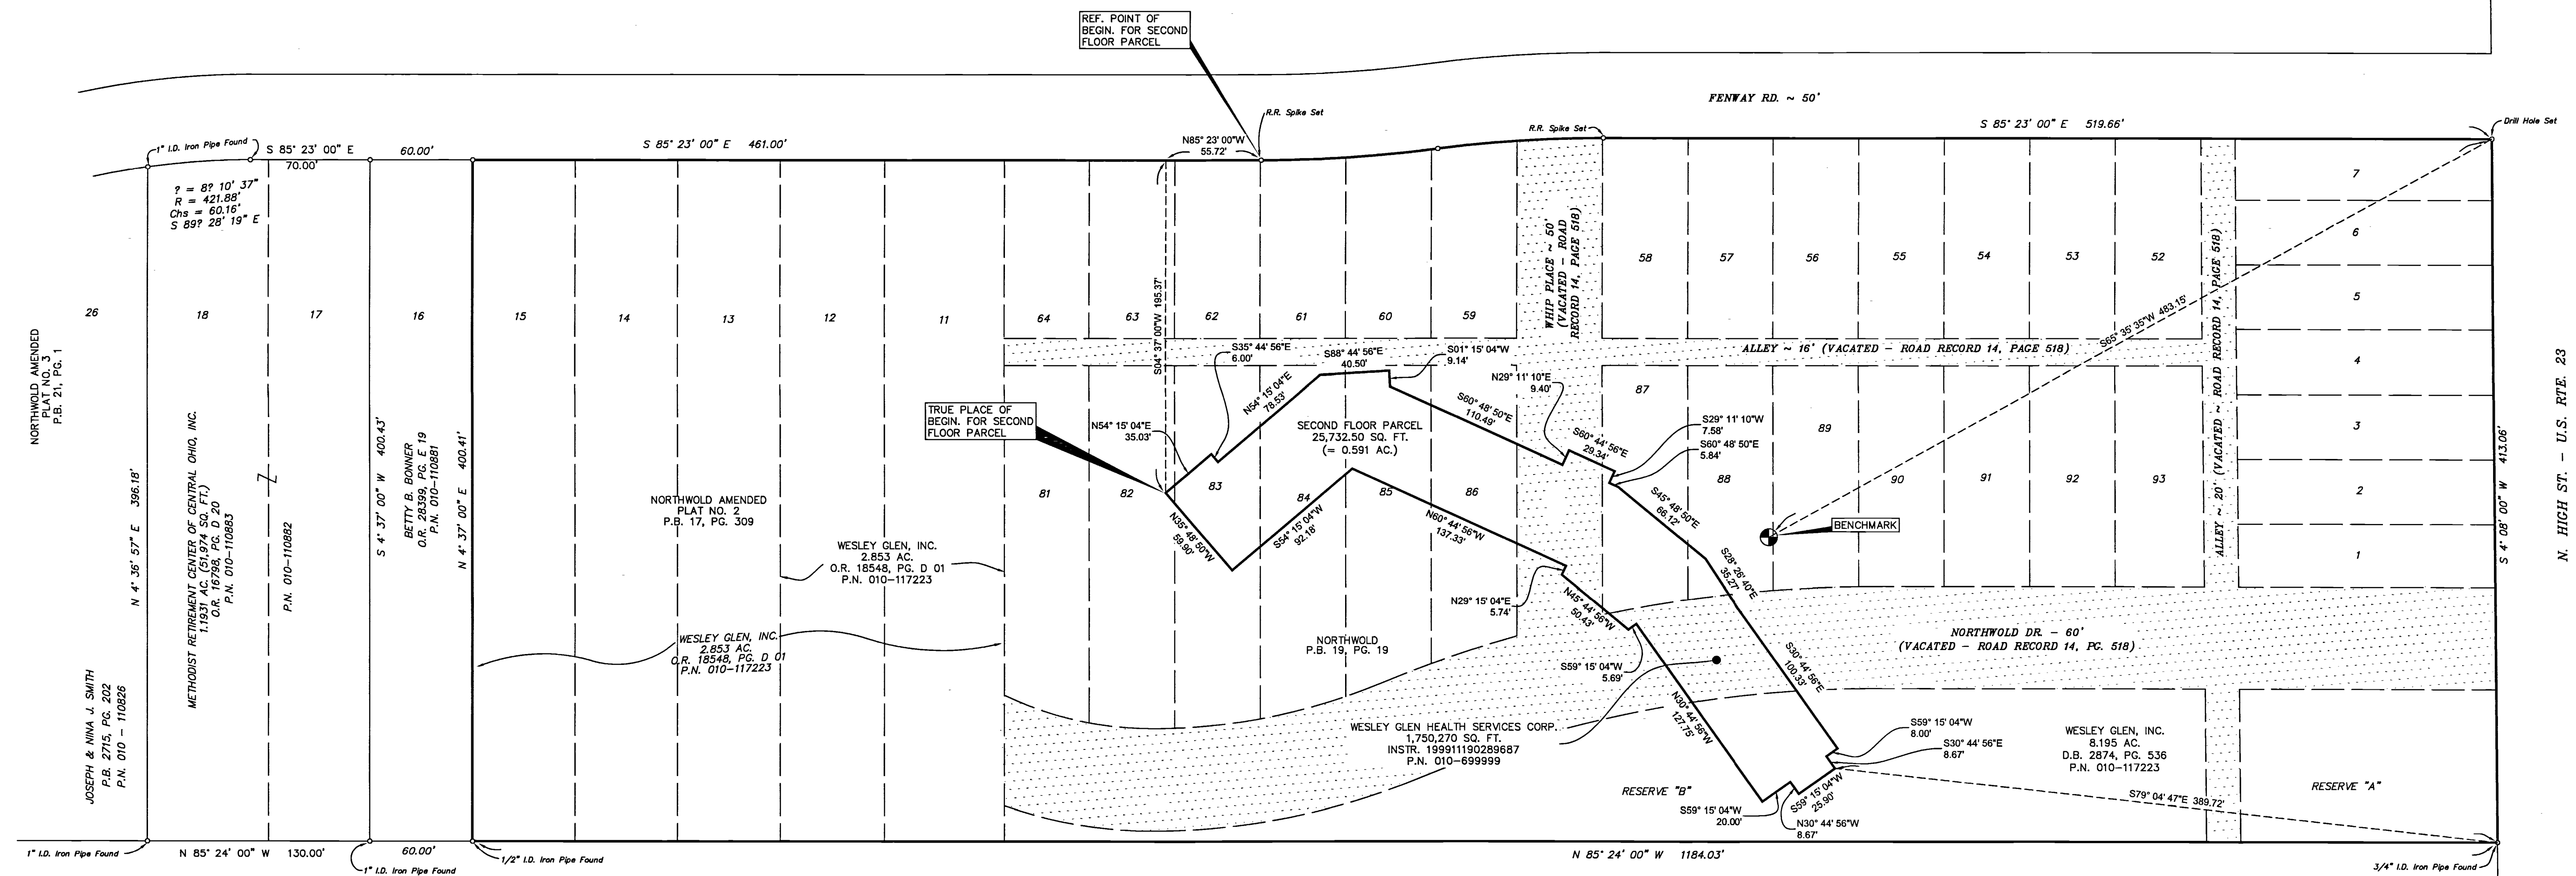 REF. POINT OF
BEGIN. FOR SECOND
FLOOR PARCEL
FENWAY RD. ~ 50'
R.R. Spike Set
R.R. Spike Set
Drill Hole Set
1" I.D. Iron Pipe Found
S 85° 23' 00" E
70.00'
60.00'
S 85° 23' 00" E 461.00'
N85° 23' 00"W
55.72'
S 85° 23' 00" E 519.66'
? = 8? 10' 37"
R = 421.88'
Chs = 60.16'
S 89? 28' 19" E
NORTHWOLD AMENDED
PLAT NO. 3
P.B. 21, PG. 1
26
18
17
16
15
14
13
12
11
64
63
62
61
60
59
58
57
56
55
54
53
52
7
6
5
4
3
2
1
WHIP PLACE ~ 50'
(VACATED - ROAD
RECORD 14, PAGE 518)
ALLEY ~ 16' (VACATED - ROAD RECORD 14, PAGE 518)
ALLEY ~ 20' (VACATED ~ ROAD RECORD 14, PAGE 518)
S65° 35' 35"W 483.15'
N. HIGH ST. - U.S. RTE. 23
S 4° 08' 00" W 413.06'
S04° 37' 00"W 195.37'
S35° 44' 56"E
6.00'
S88° 44' 56"E
40.50'
S01° 15' 04"W
9.14'
N29° 11' 10"E
9.40'
TRUE PLACE OF
BEGIN. FOR SECOND
FLOOR PARCEL
N54° 15' 04"E
35.03'
N54° 15' 04"E
78.53'
SECOND FLOOR PARCEL
25,732.50 SQ. FT.
(= 0.591 AC.)
S60° 48' 50"E
110.49'
S60° 44' 56"E
29.34'
S29° 11' 10"W
7.58'
S60° 48' 50"E
5.84'
S45° 48' 50"E
66.12'
S28° 26' 40"E
35.27'
S30° 44' 56"E
100.33'
81
82
83
84
85
86
87
88
89
90
91
92
93
BENCHMARK
N35° 48' 50"W
59.90'
S54° 15' 04"W
92.18'
N60° 44' 56"W
137.33'
N29° 15' 04"E
5.74'
N45° 44' 56"W
50.43'
S59° 15' 04"W
5.69'
N30° 44' 56"W
127.75'
JOSEPH & NINA J. SMITH
P.B. 2715, PG. 202
P.N. 010 - 110826
N 4° 36' 57" E 396.18'
METHODIST RETIREMENT CENTER OF CENTRAL OHIO, INC.
1.1931 AC. (51,974 SQ. FT.)
O.R. 16798, PG. D 20
P.N. 010-110883
P.N. 010-110882
S 4° 37' 00" W 400.43'
BETTY B. BONNER
O.R. 28399, PG. E 19
P.N. 010-110881
N 4° 37' 00" E 400.41'
NORTHWOLD AMENDED
PLAT NO. 2
P.B. 17, PG. 309
WESLEY GLEN, INC.
2.853 AC.
O.R. 18548, PG. D 01
P.N. 010-117223
WESLEY GLEN, INC.
2.853 AC.
O.R. 18548, PG. D 01
P.N. 010-117223
NORTHWOLD
P.B. 19, PG. 19
NORTHWOLD DR. - 60'
(VACATED - ROAD RECORD 14, PG. 518)
WESLEY GLEN HEALTH SERVICES CORP.
1,750,270 SQ. FT.
INSTR. 199911190289687
P.N. 010-699999
S59° 15' 04"W
8.00'
S30° 44' 56"E
8.67'
S59° 15' 04"W
25.90'
N30° 44' 56"W
8.67'
S59° 15' 04"W
20.00'
RESERVE "B"
WESLEY GLEN, INC.
8.195 AC.
D.B. 2874, PG. 536
P.N. 010-117223
S79° 04' 47"E 389.72'
RESERVE "A"
1" I.D. Iron Pipe Found
N 85° 24' 00" W 130.00'
1" I.D. Iron Pipe Found
60.00'
1/2" I.D. Iron Pipe Found
N 85° 24' 00" W 1184.03'
3/4" I.D. Iron Pipe Found